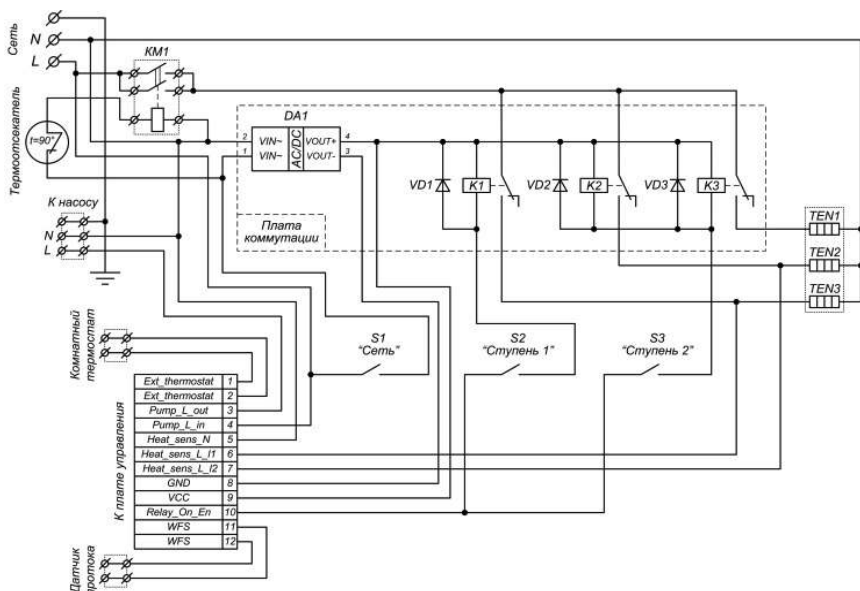 Сеть
N
L
KM1
Термоотсекатель
t=90°
DA1
2
VIN~
1
VIN~
AC/DC
VOUT+
4
VOUT-
3
VD1
K1
VD2
K2
VD3
K3
Плата
коммутации
К насосу
N
L
TEN1
TEN2
TEN3
Комнатный
термостат
S1
"Сеть"
S2
"Ступень 1"
S3
"Ступень 2"
К плате управления
Ext_thermostat 1
Ext_thermostat 2
Pump_L_out 3
Pump_L_in 4
Heat_sens_N 5
Heat_sens_L_l1 6
Heat_sens_L_l2 7
GND 8
VCC 9
Relay_On_En 10
WFS 11
WFS 12
Датчик
протока